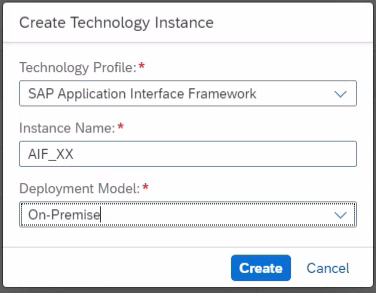 Create Technology Instance
Technology Profile:*
SAP Application Interface Framework
Instance Name:*
AIF_XX
Deployment Model:*
On-Premise
Create Cancel